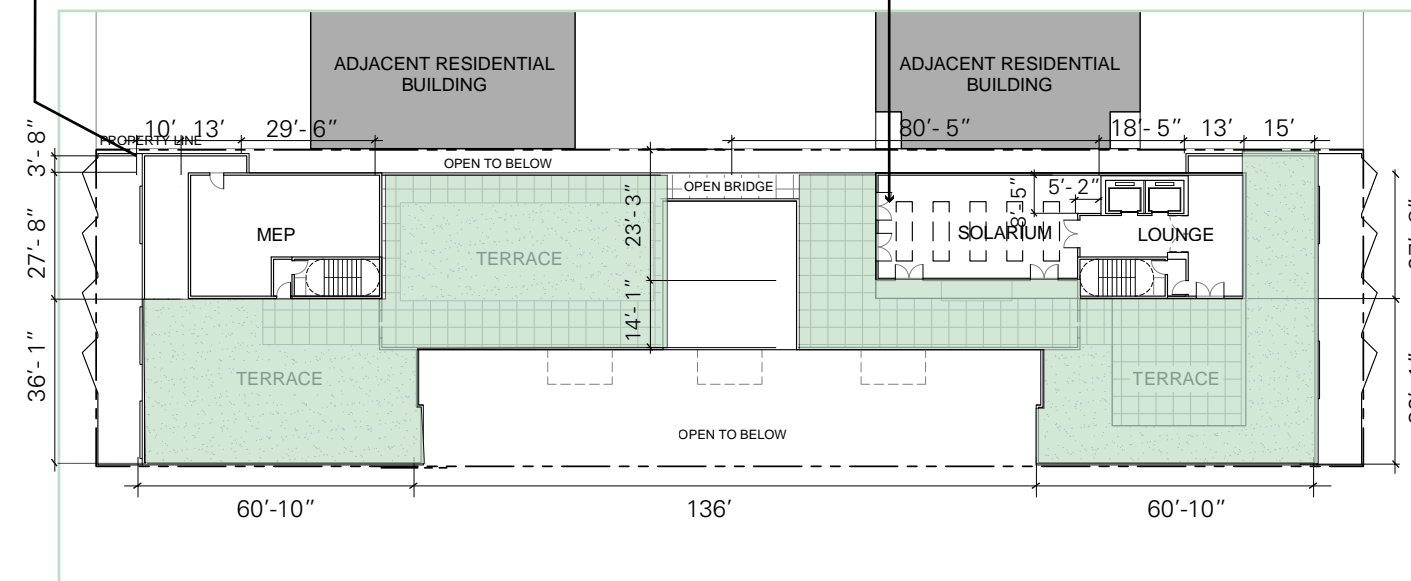 ADJACENT RESIDENTIAL
BUILDING
ADJACENT RESIDENTIAL
BUILDING
PROPERTY LINE
10'
13'
29'- 6"
80'- 5"
18'- 5"
13'
15'
3'- 8"
OPEN TO BELOW
OPEN BRIDGE
8'- 5"
5'- 2"
27'- 8"
MEP
TERRACE
23'- 3"
SOLARIUM
LOUNGE
14'- 1"
36'- 1"
TERRACE
TERRACE
OPEN TO BELOW
60'-10"
136'
60'-10"